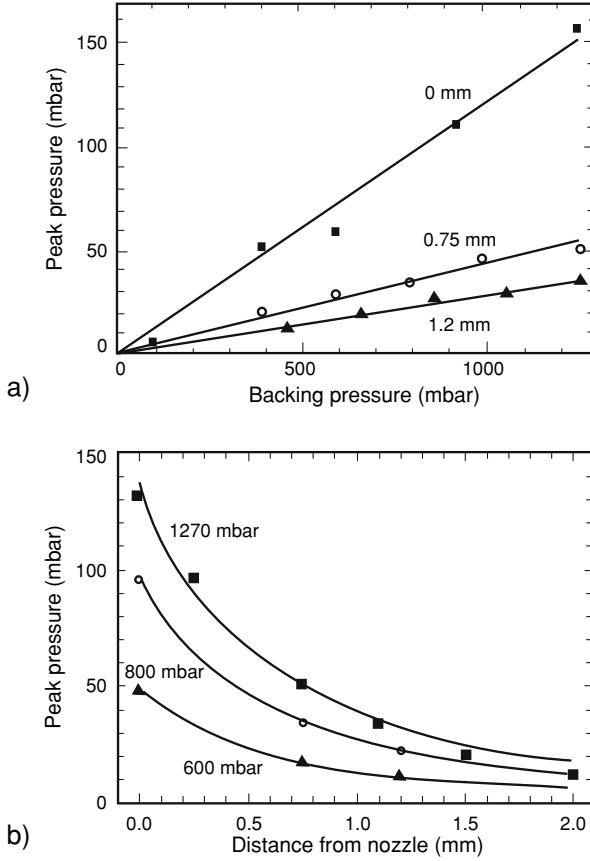 150
100
50
0
Peak pressure (mbar)
0 mm
0.75 mm
1.2 mm
0
500
1000
Backing pressure (mbar)
a)
150
100
50
0
Peak pressure (mbar)
1270 mbar
800 mbar
600 mbar
0.0
0.5
1.0
1.5
2.0
Distance from nozzle (mm)
b)